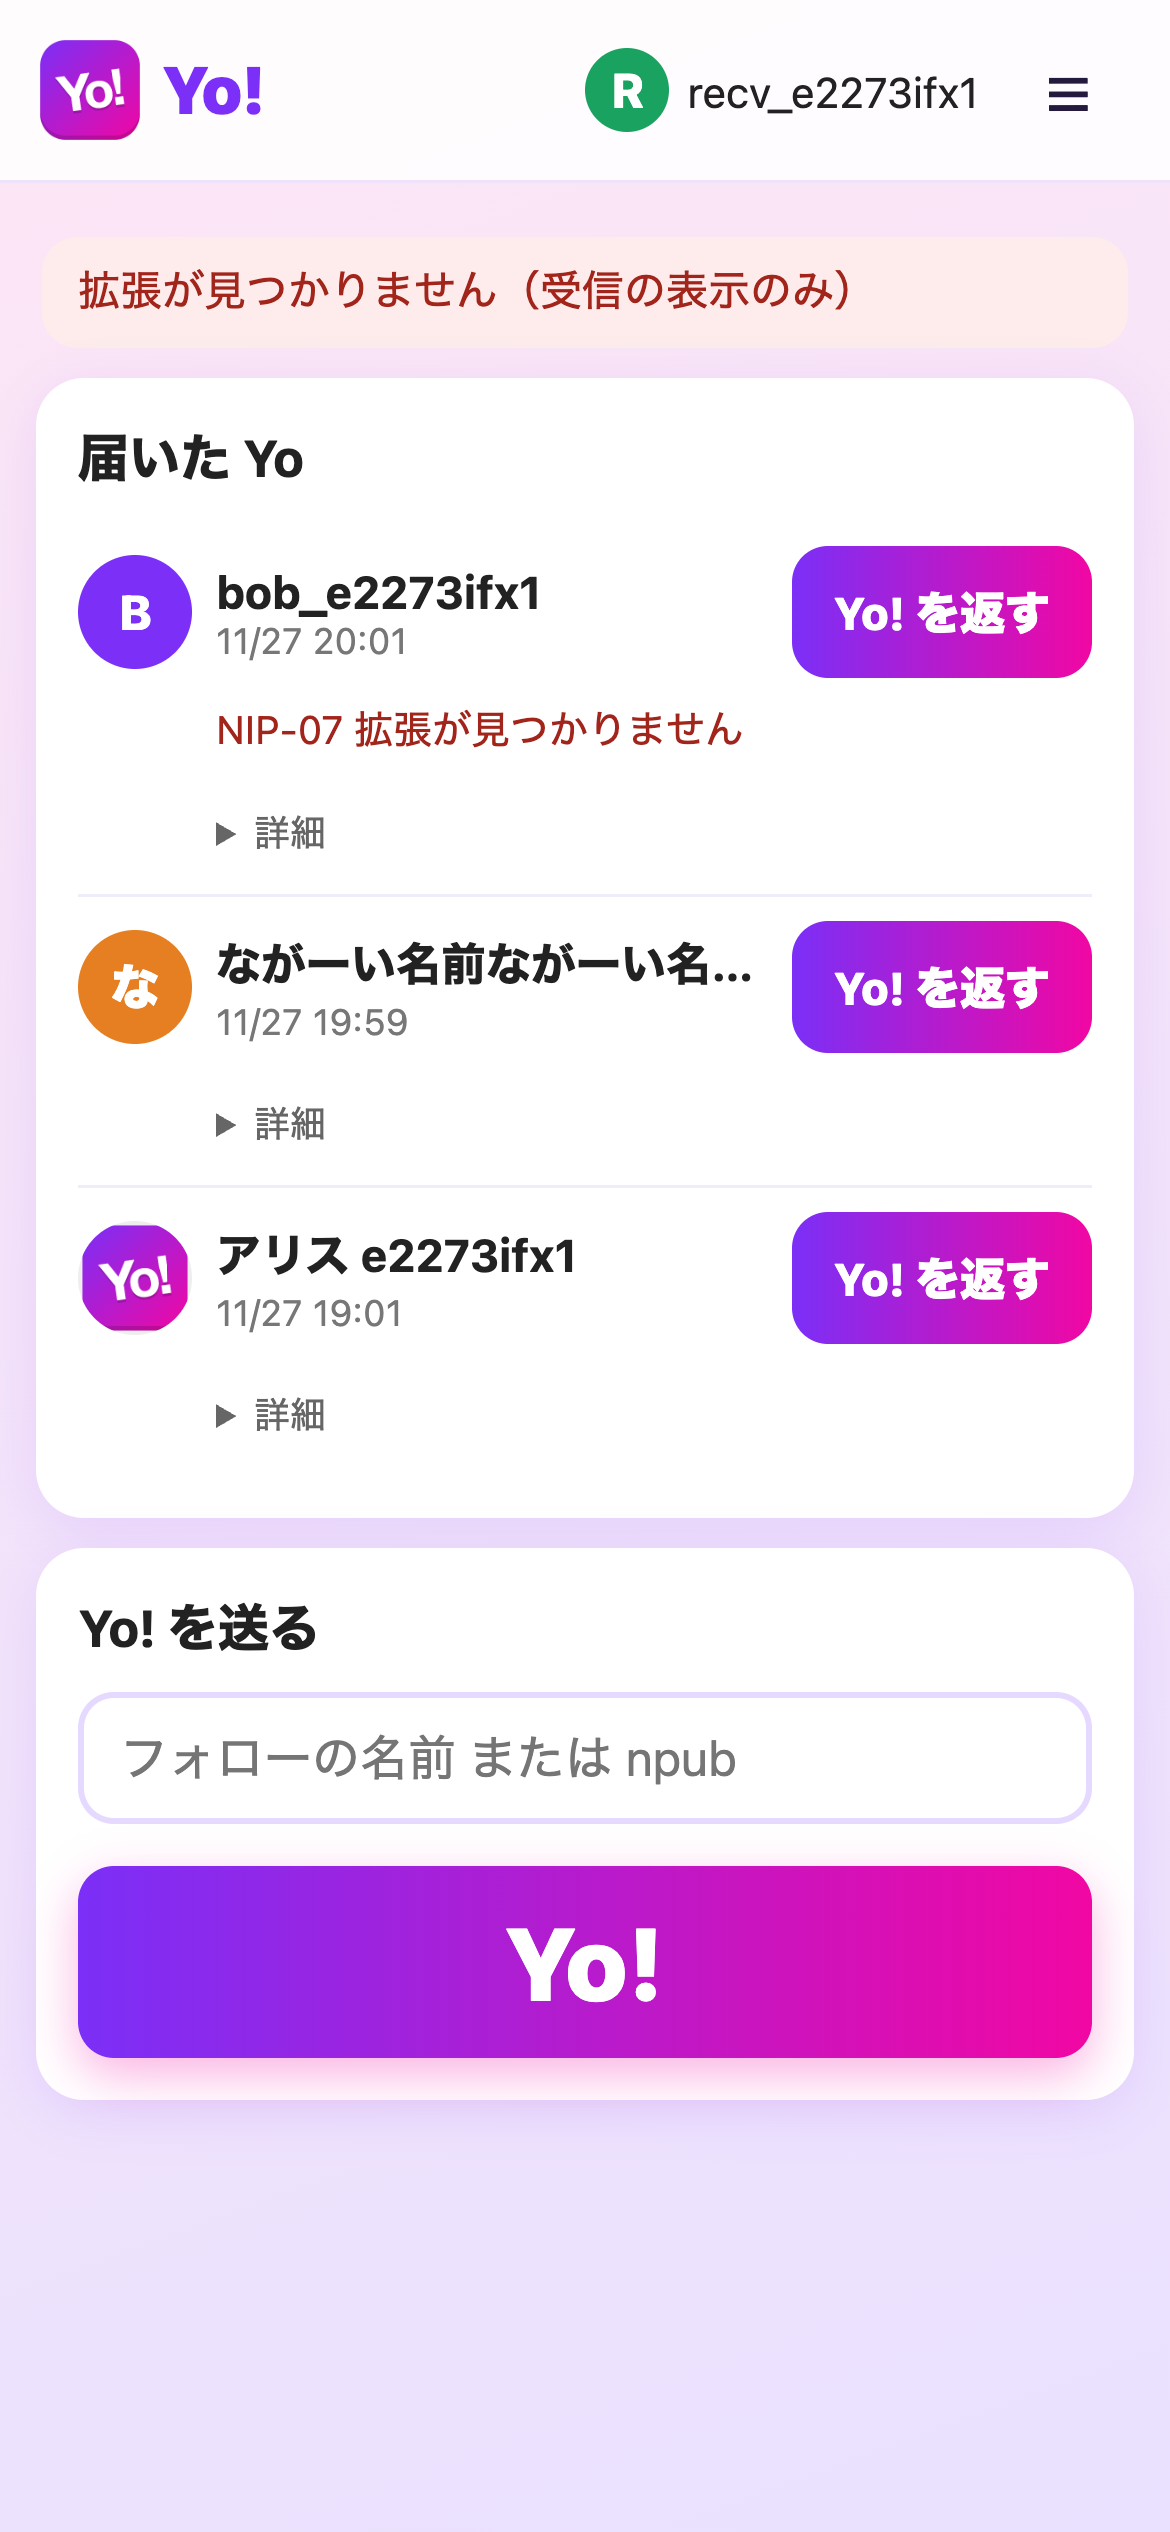 Yo! Yo! R recv_e2273ifx1
拡張が見つかりません（受信の表示のみ）
届いた Yo
B bob_e2273ifx1 Yo! を返す
11/27 20:01
NIP-07 拡張が見つかりません
詳細
な ながーい名前ながーい名... Yo! を返す
11/27 19:59
詳細
Yo! アリス e2273ifx1 Yo! を返す
11/27 19:01
詳細
Yo! を送る
フォローの名前 または npub
Yo!